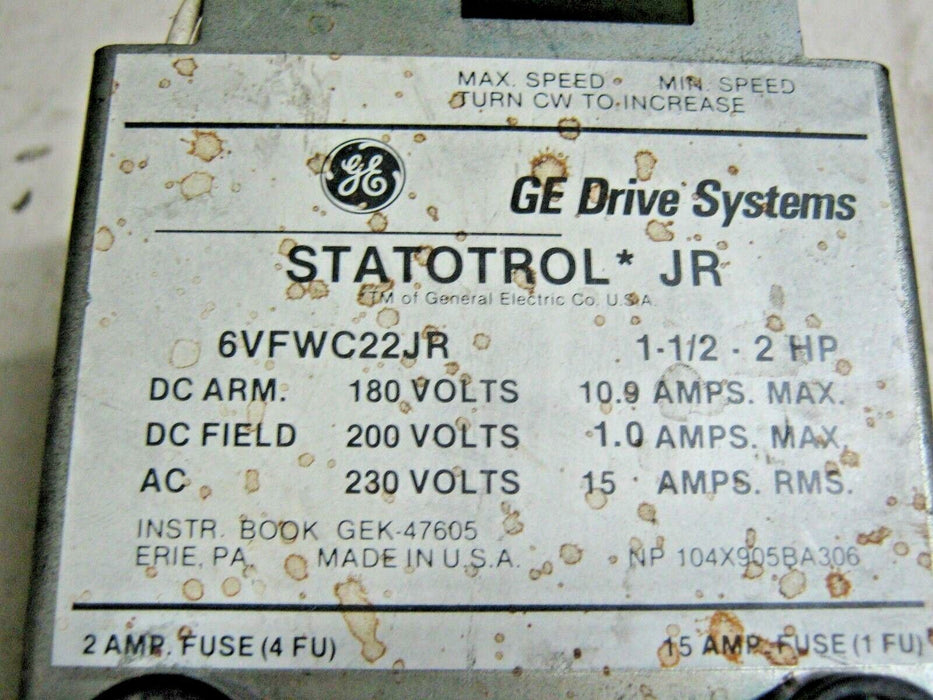 MAX. SPEED MIN. SPEED
TURN CW TO INCREASE
GE
GE Drive Systems
STATOTROL* JR
*TM of General Electric Co. U.S.A.
6VFWC22JR 1-1/2 - 2 HP
DC ARM. 180 VOLTS 10.9 AMPS. MAX.
DC FIELD 200 VOLTS 1.0 AMPS. MAX.
AC 230 VOLTS 15 AMPS. RMS.
INSTR. BOOK GEK-47605
ERIE, PA. MADE IN U.S.A. NP 104X905BA306
2 AMP. FUSE (4 FU) 15 AMP. FUSE (1 FU)